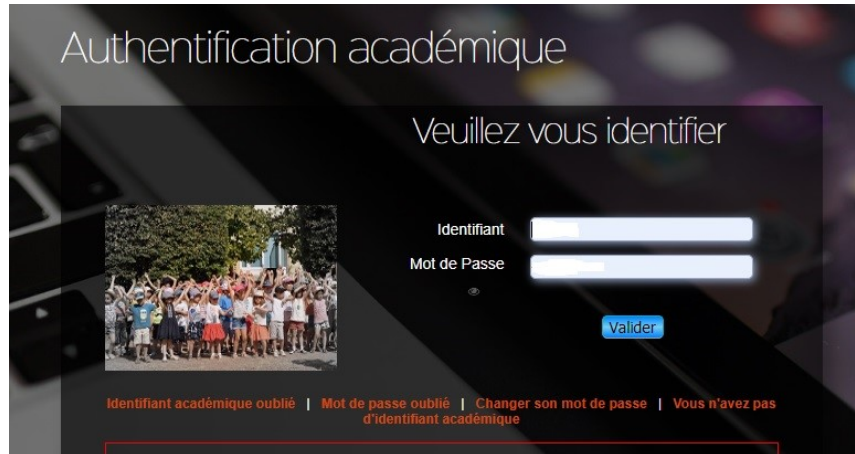 Authentification académique
Veuillez vous identifier
Identifiant
Mot de Passe
Valider
Identifiant académique oublié | Mot de passe oublié | Changer son mot de passe | Vous n'avez pas
d'identifiant académique